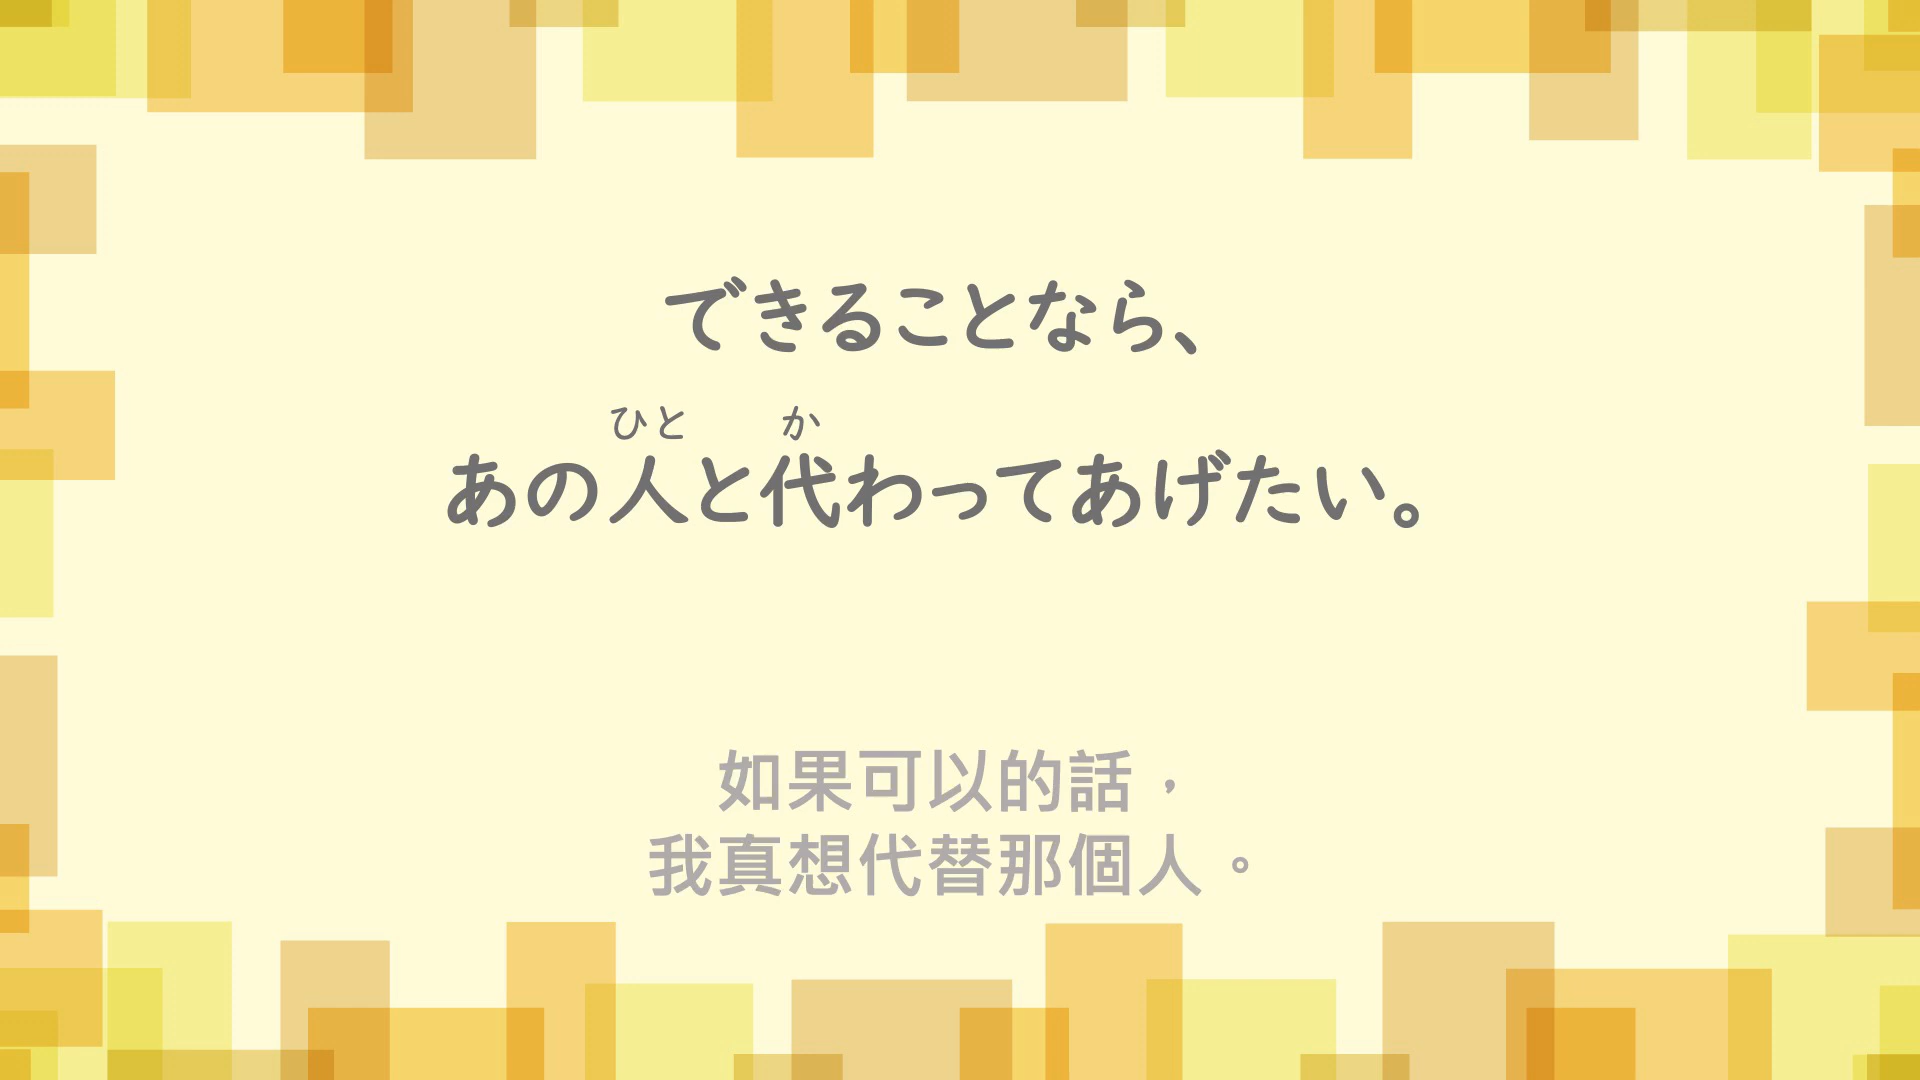 できることなら、
ひと か
あの人と代わってあげたい。
如果可以的話，
我真想代替那個人。